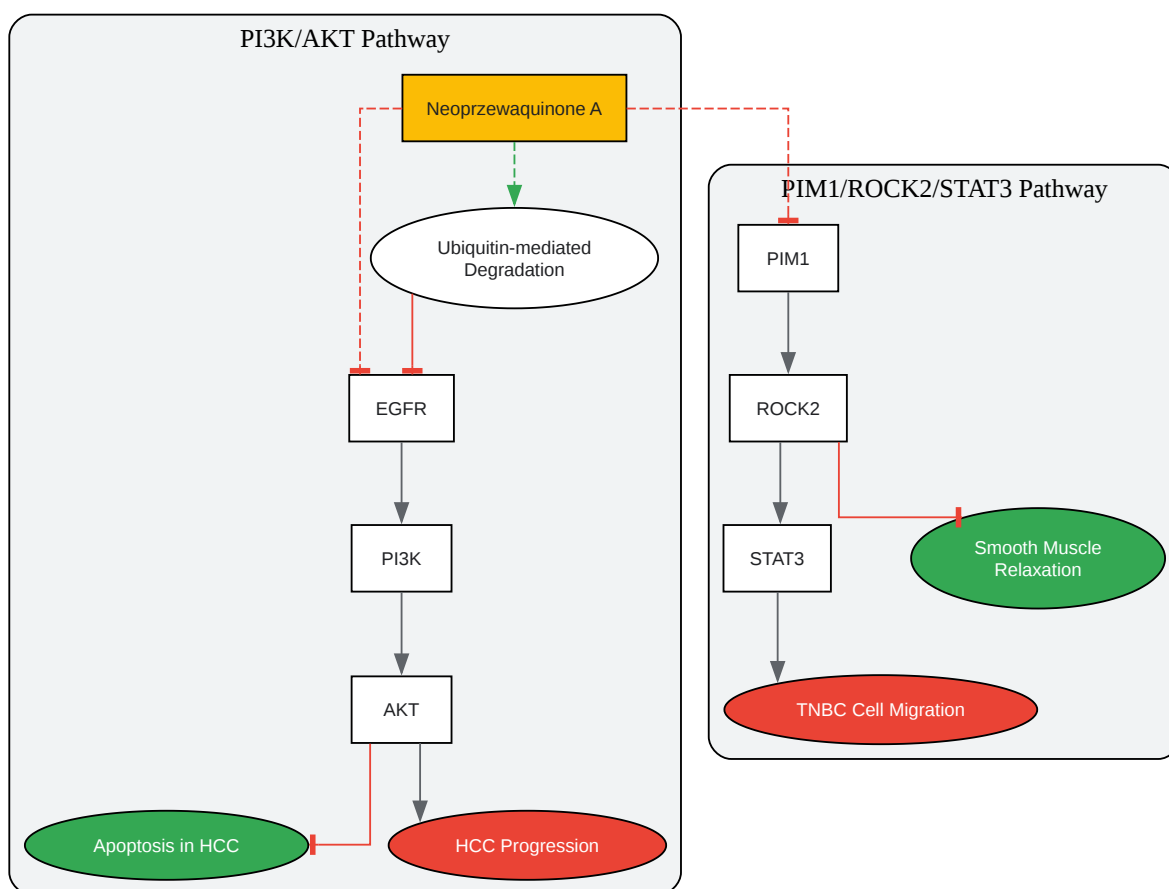 PI3K/AKT Pathway
Neoprzewaquinone A
Ubiquitin-mediated
Degradation
EGFR
PI3K
AKT
Apoptosis in HCC
HCC Progression
PIM1/ROCK2/STAT3 Pathway
PIM1
ROCK2
STAT3
Smooth Muscle
Relaxation
TNBC Cell Migration